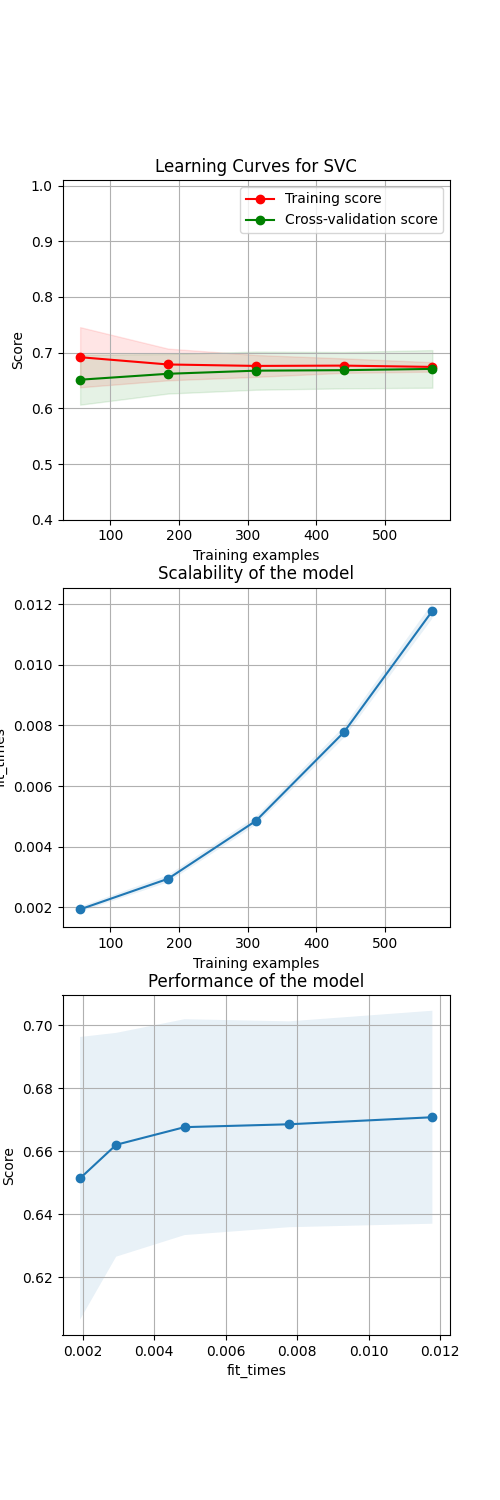 Learning Curves for SVC
1.0
Training score
Cross-validation score
0.9
0.8
0.7
0.6
0.5
0.4
Score
100 200 300 400 500
Training examples
Scalability of the model
0.012
0.010
0.008
0.006
0.004
0.002
fit_times
100 200 300 400 500
Training examples
Performance of the model
0.70
0.68
0.66
0.64
0.62
Score
0.002 0.004 0.006 0.008 0.010 0.012
fit_times